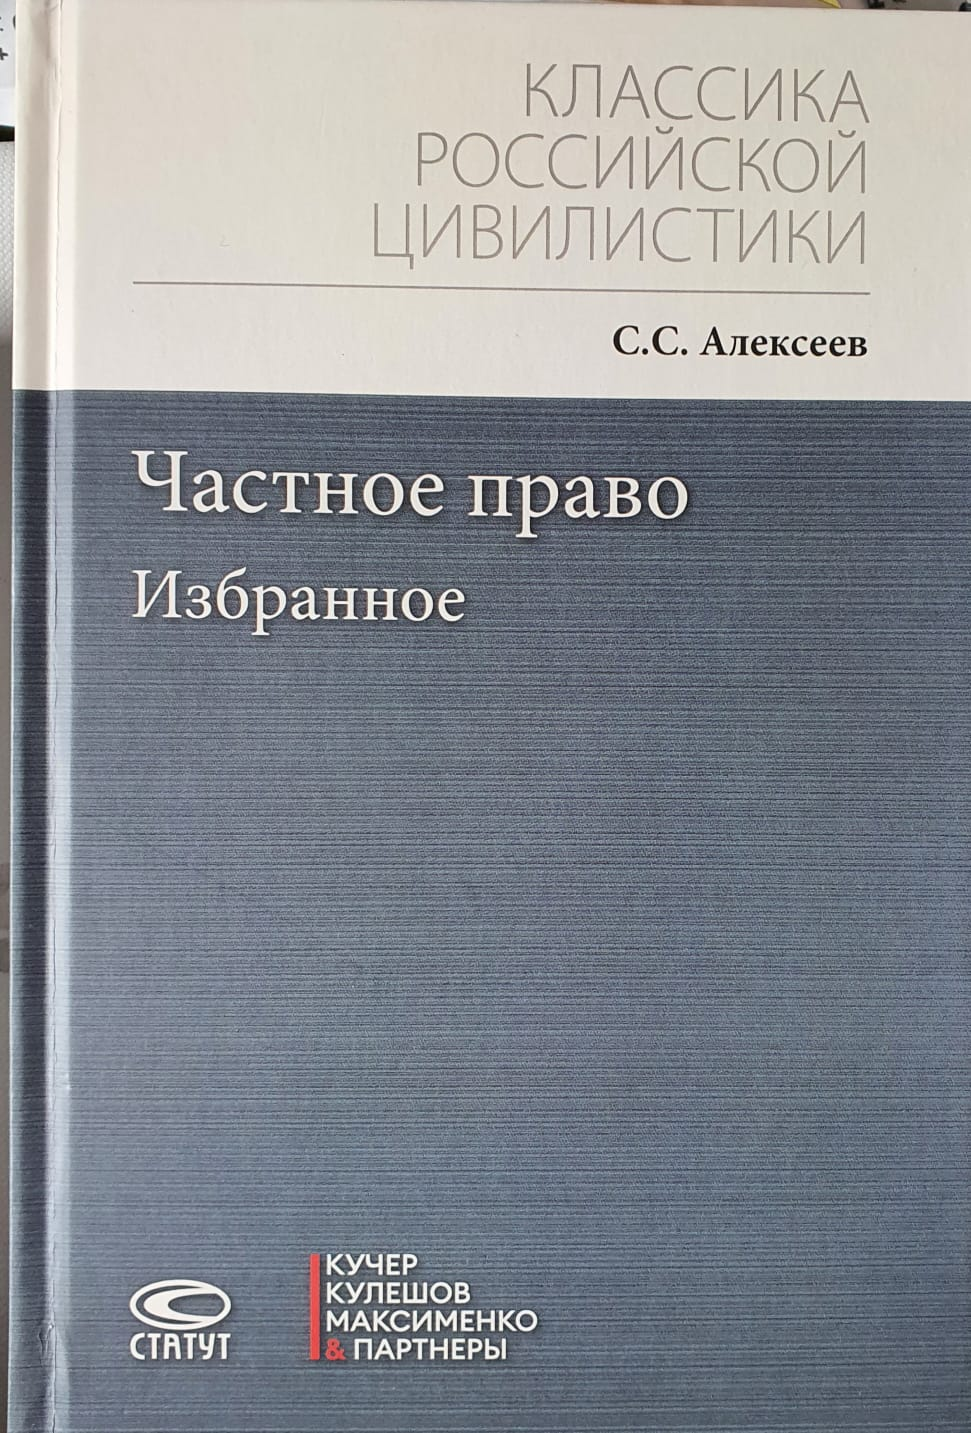 КЛАССИКА
РОССИЙСКОЙ
ЦИВИЛИСТИКИ
С.С. Алексеев
Частное право
Избранное
СТАТУТ
КУЧЕР
КУЛЕШОВ
МАКСИМЕНКО
& ПАРТНЕРЫ